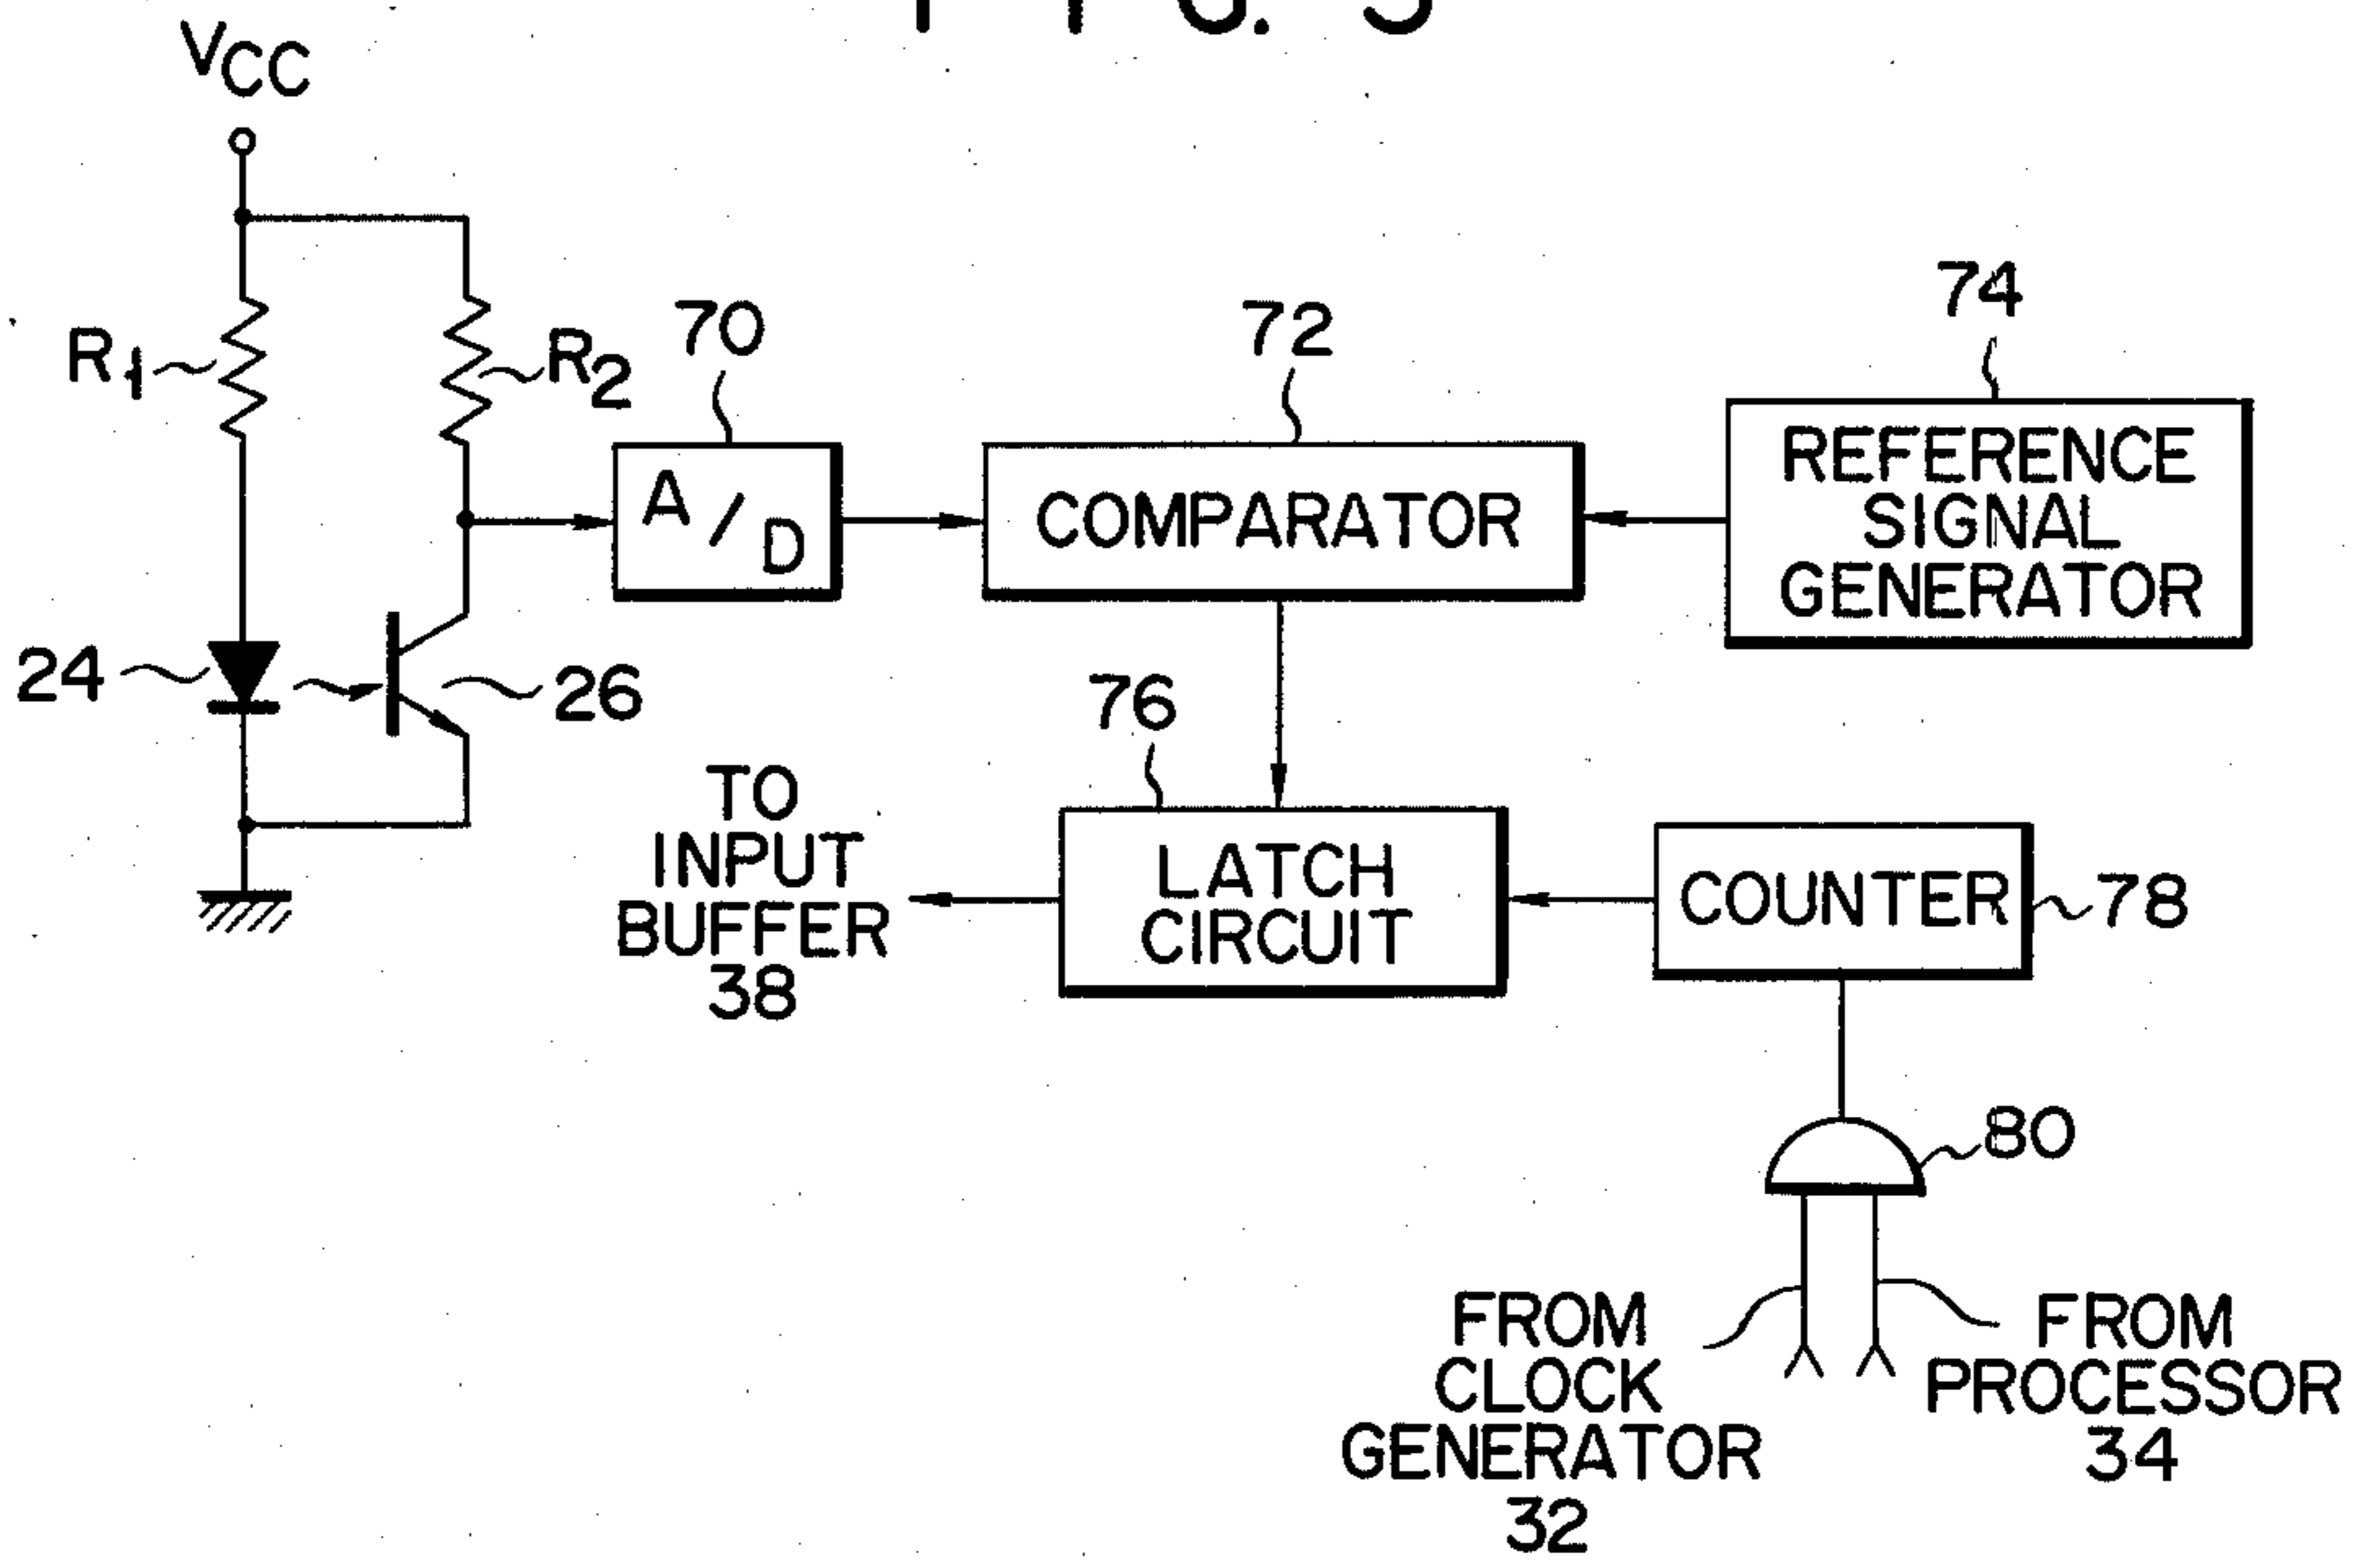 VCC
R1
R2
70
72
74
A/D
COMPARATOR
REFERENCE
SIGNAL
GENERATOR
24
26
76
TO
INPUT
BUFFER
38
LATCH
CIRCUIT
COUNTER
78
80
FROM
CLOCK
GENERATOR
32
FROM
PROCESSOR
34